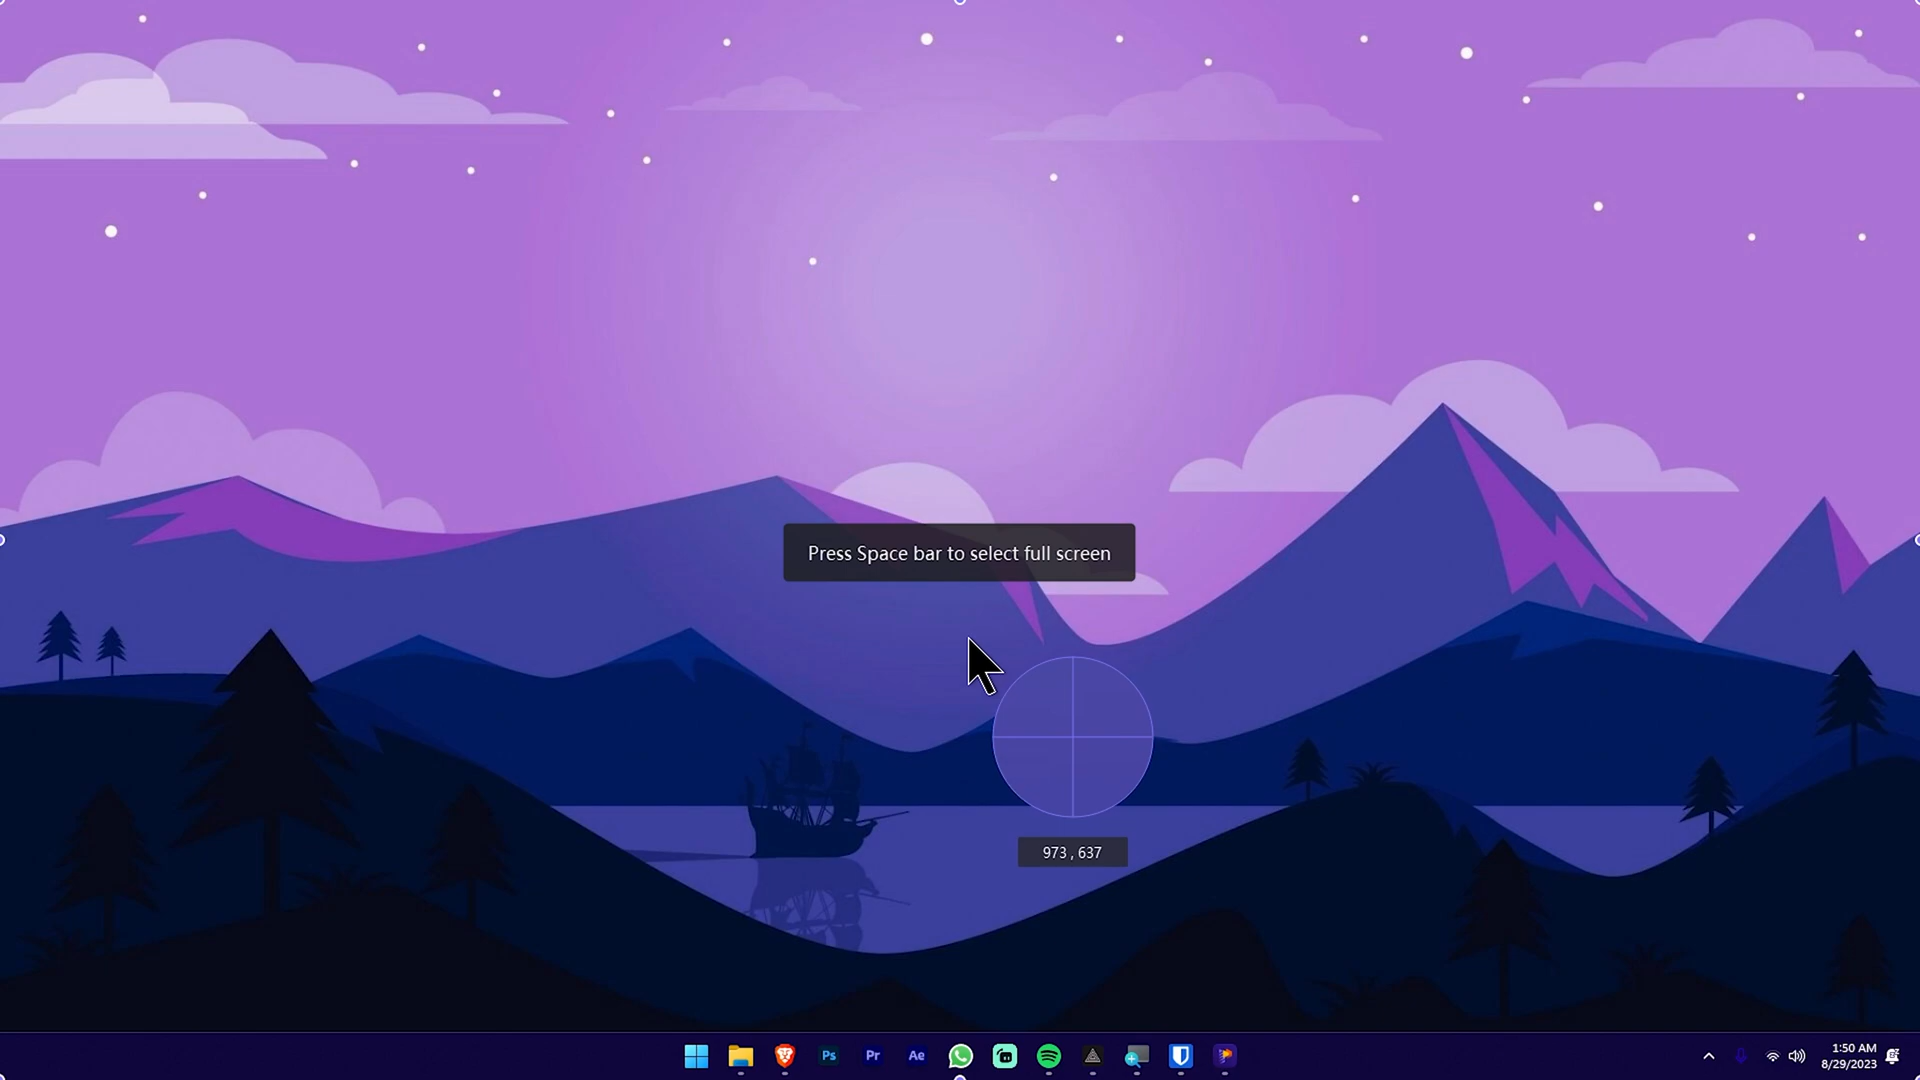 Press Space bar to select full screen
973 , 637
Ps
Pr
Ae
1:50 AM
8/29/2023